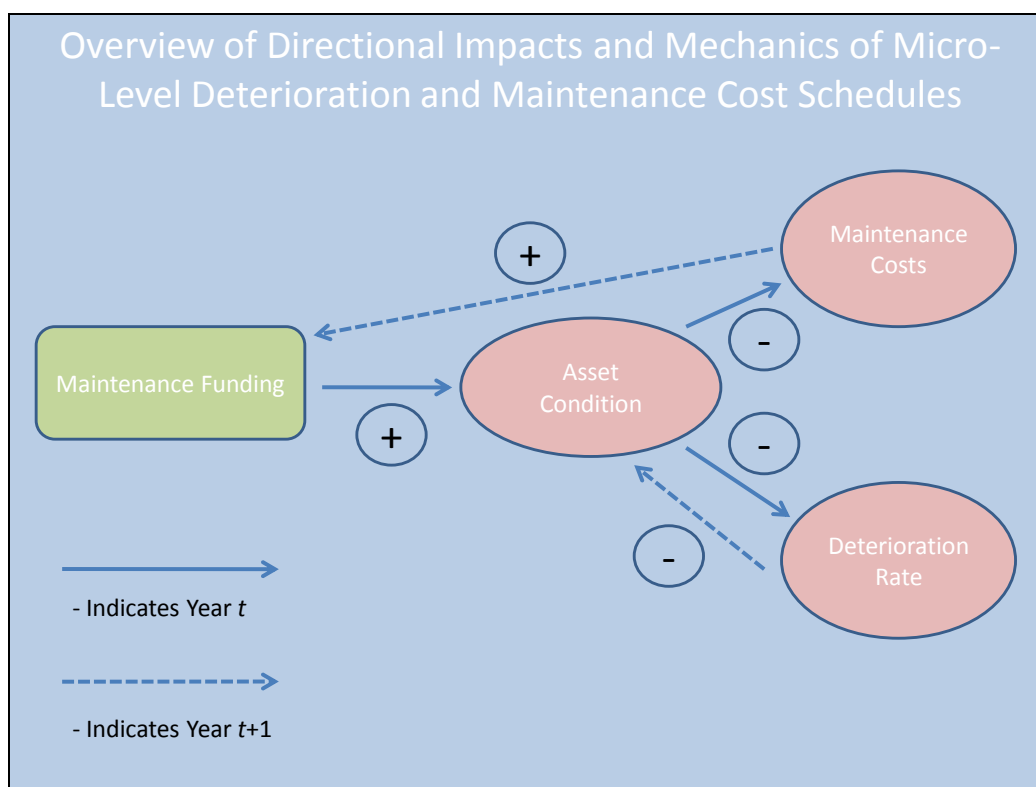 Overview of Directional Impacts and Mechanics of Micro-
Level Deterioration and Maintenance Cost Schedules
Maintenance
Costs
+
-
Maintenance Funding
Asset
Condition
+
-
-
Deterioration
Rate
- Indicates Year t
- Indicates Year t+1